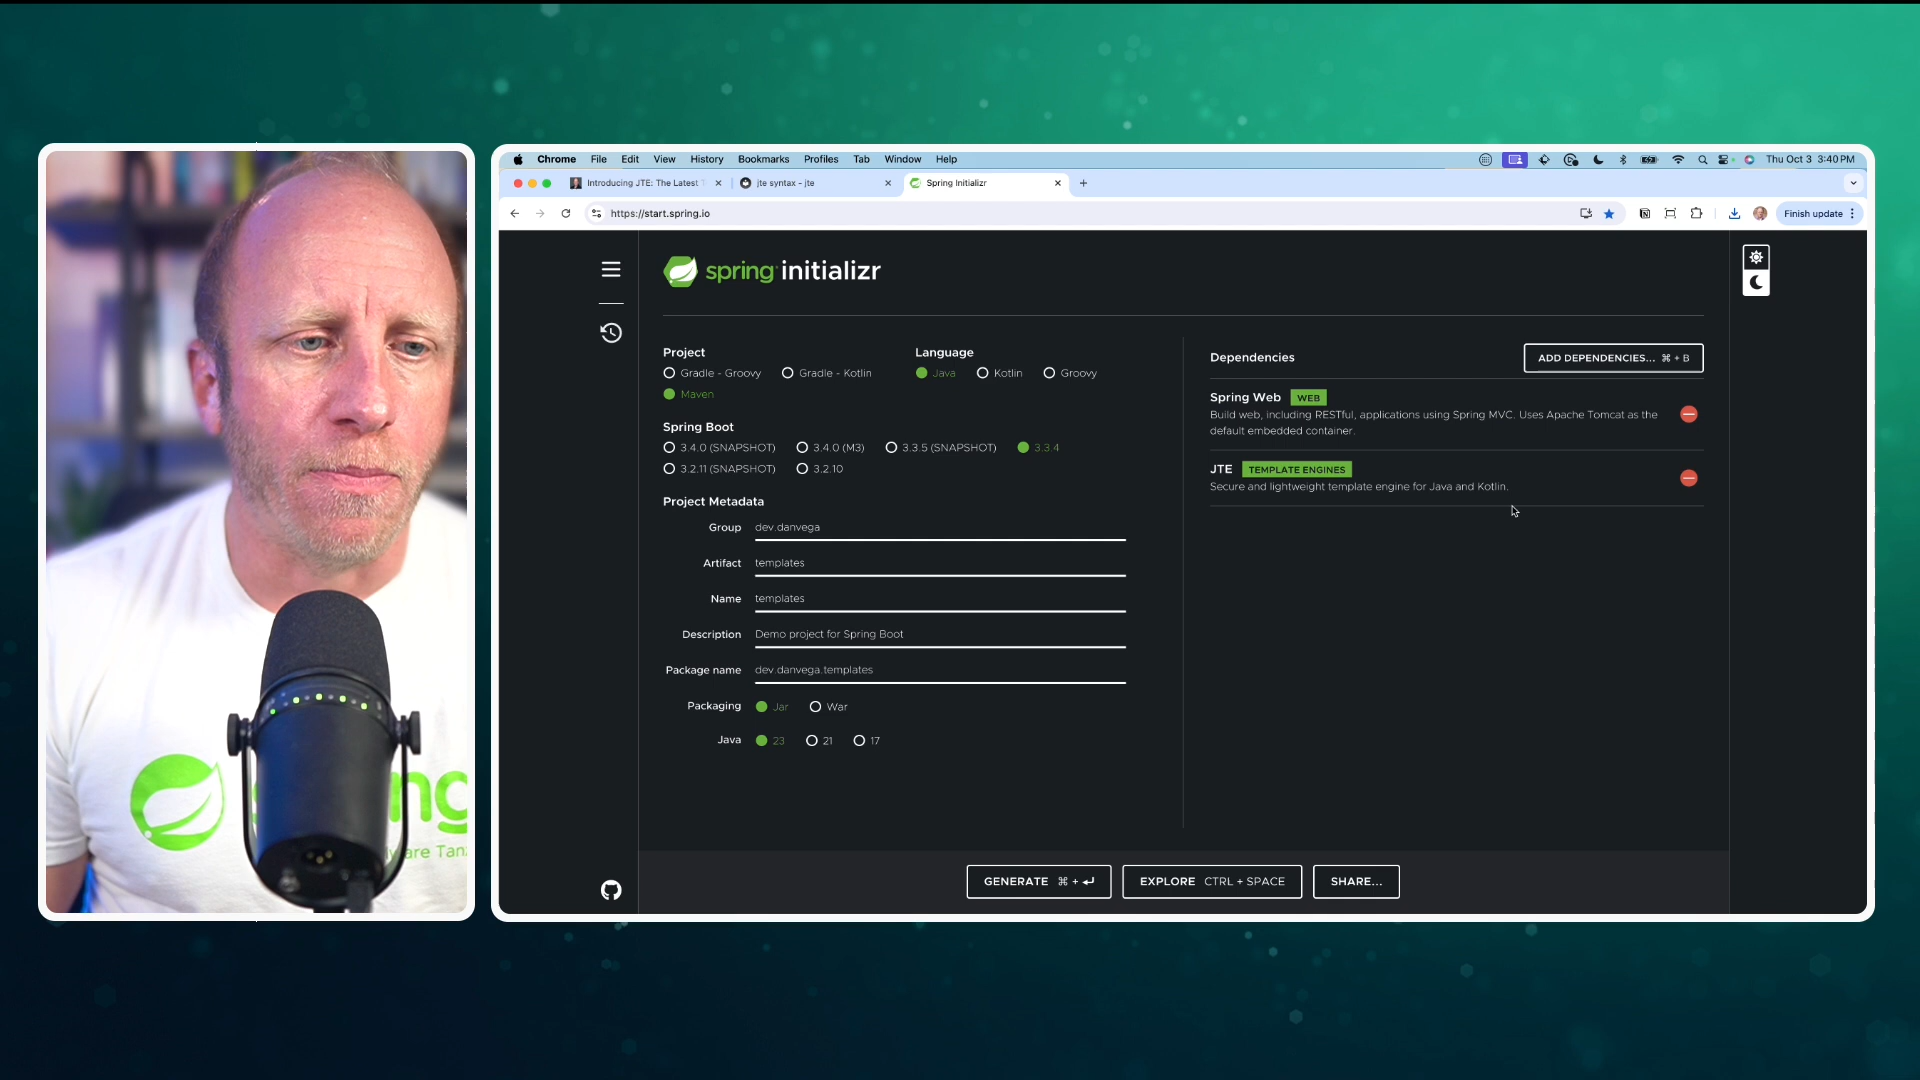 Chrome File Edit View History Bookmarks Profiles Tab Window Help Thu Oct 3 3:40 PM
Introducing JTE: The Latest jte syntax - jte Spring Initializr
https://start.spring.io Finish update
spring initializr
Project
Gradle - Groovy Gradle - Kotlin
Maven
Language
Java Kotlin Groovy
Spring Boot
3.4.0 (SNAPSHOT) 3.4.0 (M3) 3.3.5 (SNAPSHOT) 3.3.4
3.2.11 (SNAPSHOT) 3.2.10
Project Metadata
Group dev.danvega
Artifact templates
Name templates
Description Demo project for Spring Boot
Package name dev.danvega.templates
Packaging Jar War
Java 23 21 17
Dependencies ADD DEPENDENCIES... ⌘ + B
Spring Web WEB
Build web, including RESTful, applications using Spring MVC. Uses Apache Tomcat as the
default embedded container.
JTE TEMPLATE ENGINES
Secure and lightweight template engine for Java and Kotlin.
GENERATE ⌘ + ↵ EXPLORE CTRL + SPACE SHARE...